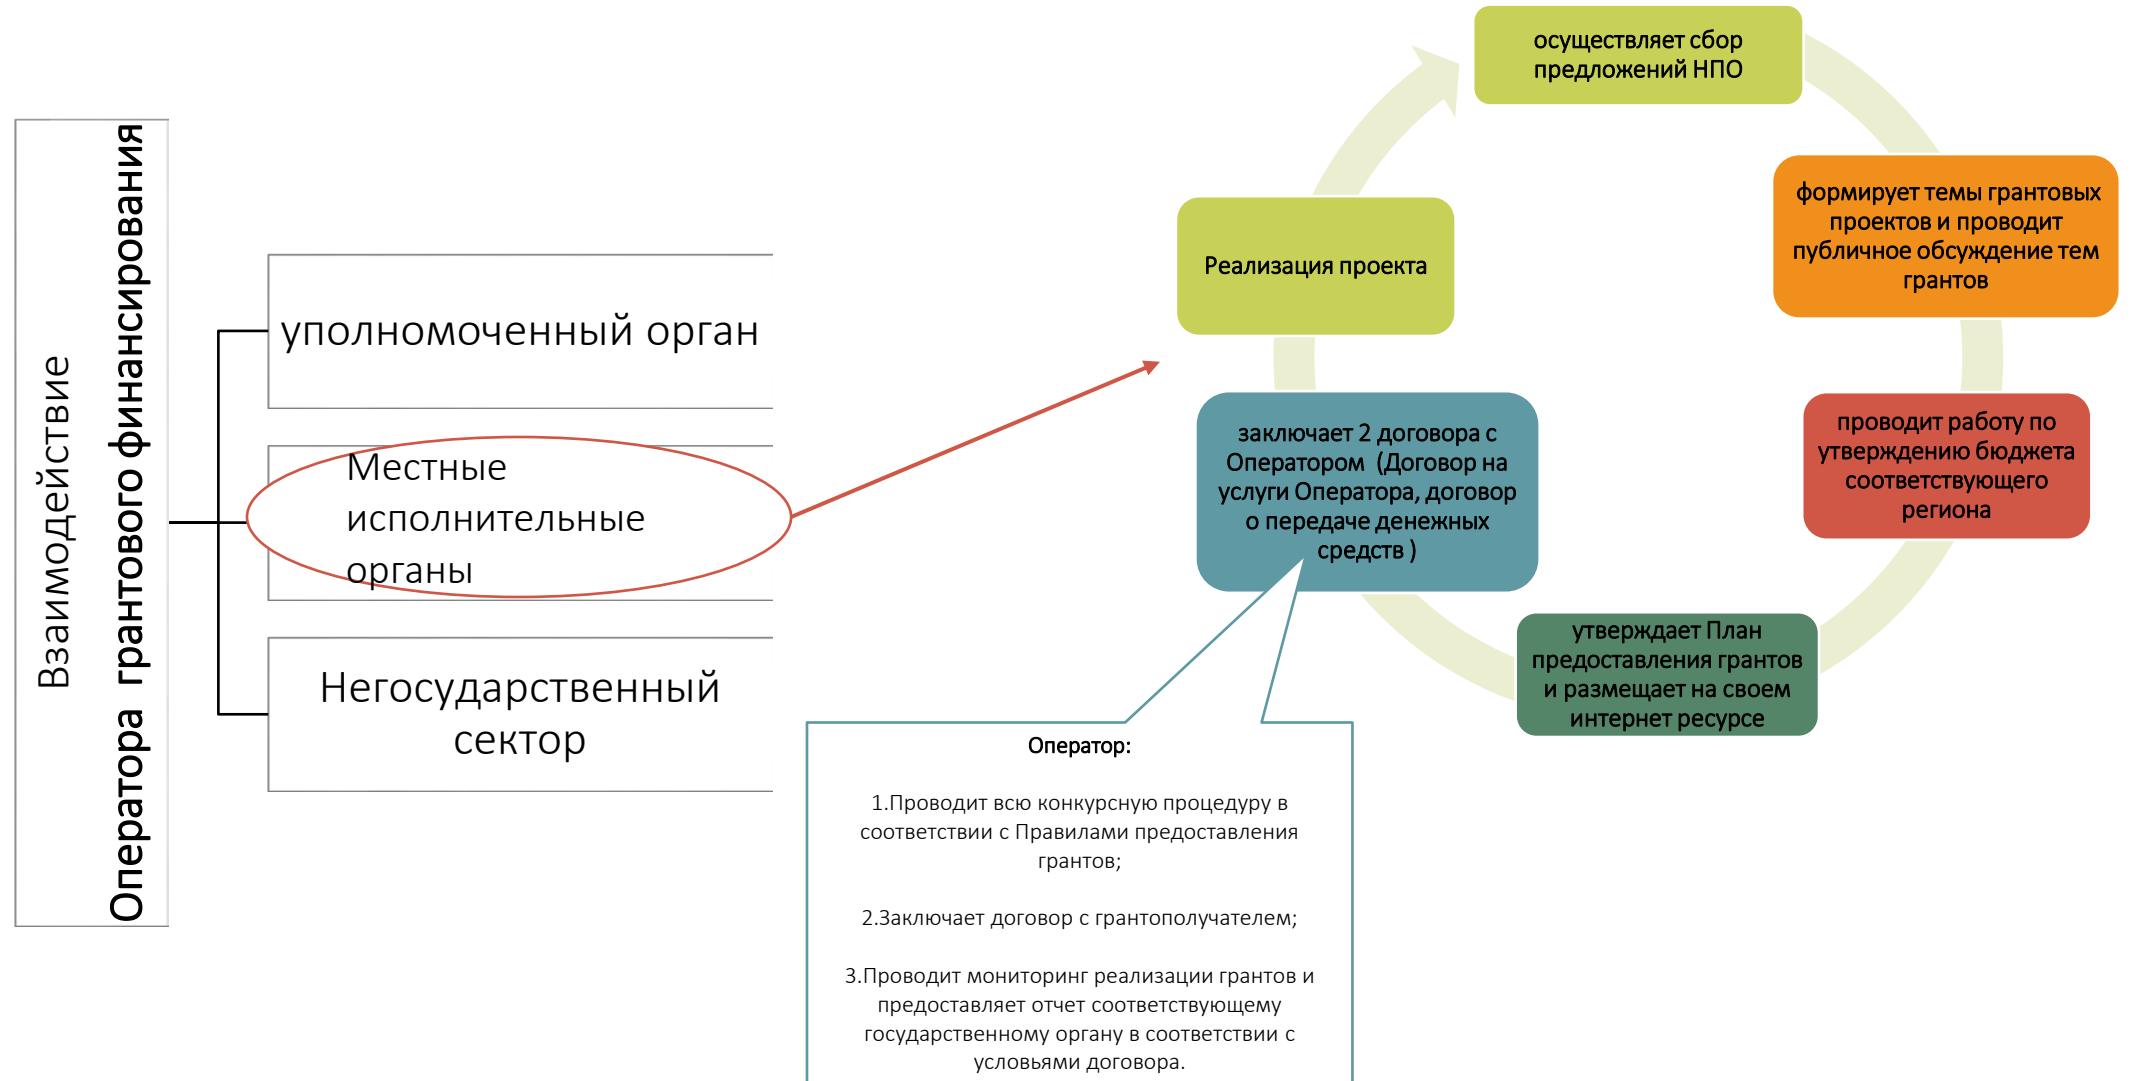 Взаимодействие
Оператора грантового финансирования
уполномоченный орган
Местные
исполнительные
органы
Негосударственный
сектор
осуществляет сбор
предложений НПО
формирует темы грантовых
проектов и проводит
публичное обсуждение тем
грантов
проводит работу по
утверждению бюджета
соответствующего
региона
утверждает План
предоставления грантов
и размещает на своем
интернет ресурсе
заключает 2 договора с
Оператором (Договор на
услуги Оператора, договор
о передаче денежных
средств )
Реализация проекта
Оператор:
1.Проводит всю конкурсную процедуру в
соответствии с Правилами предоставления
грантов;
2.Заключает договор с грантополучателем;
3.Проводит мониторинг реализации грантов и
предоставляет отчет соответствующему
государственному органу в соответствии с
условьями договора.